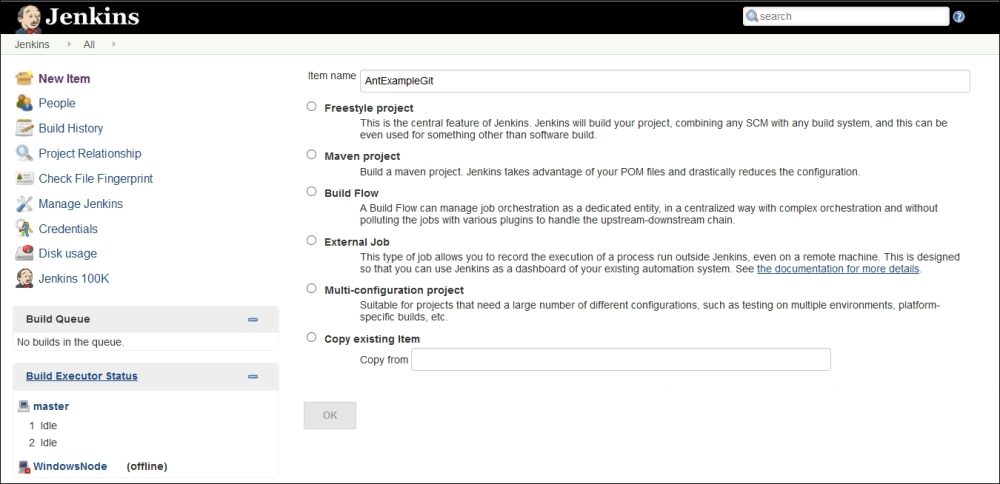 Jenkins
search
Jenkins All
New Item
People
Build History
Project Relationship
Check File Fingerprint
Manage Jenkins
Credentials
Disk usage
Jenkins 100K
Build Queue
No builds in the queue.
Build Executor Status
master
1 Idle
2 Idle
WindowsNode (offline)
Item name AntExampleGit
Freestyle project
This is the central feature of Jenkins. Jenkins will build your project, combining any SCM with any build system, and this can be
even used for something other than software build.
Maven project
Build a maven project. Jenkins takes advantage of your POM files and drastically reduces the configuration.
Build Flow
A Build Flow can manage job orchestration as a dedicated entity, in a centralized way with complex orchestration and without
polluting the jobs with various plugins to handle the upstream-downstream chain.
External Job
This type of job allows you to record the execution of a process run outside Jenkins, even on a remote machine. This is designed
so that you can use Jenkins as a dashboard of your existing automation system. See the documentation for more details.
Multi-configuration project
Suitable for projects that need a large number of different configurations, such as testing on multiple environments, platform-
specific builds, etc.
Copy existing Item
Copy from
OK